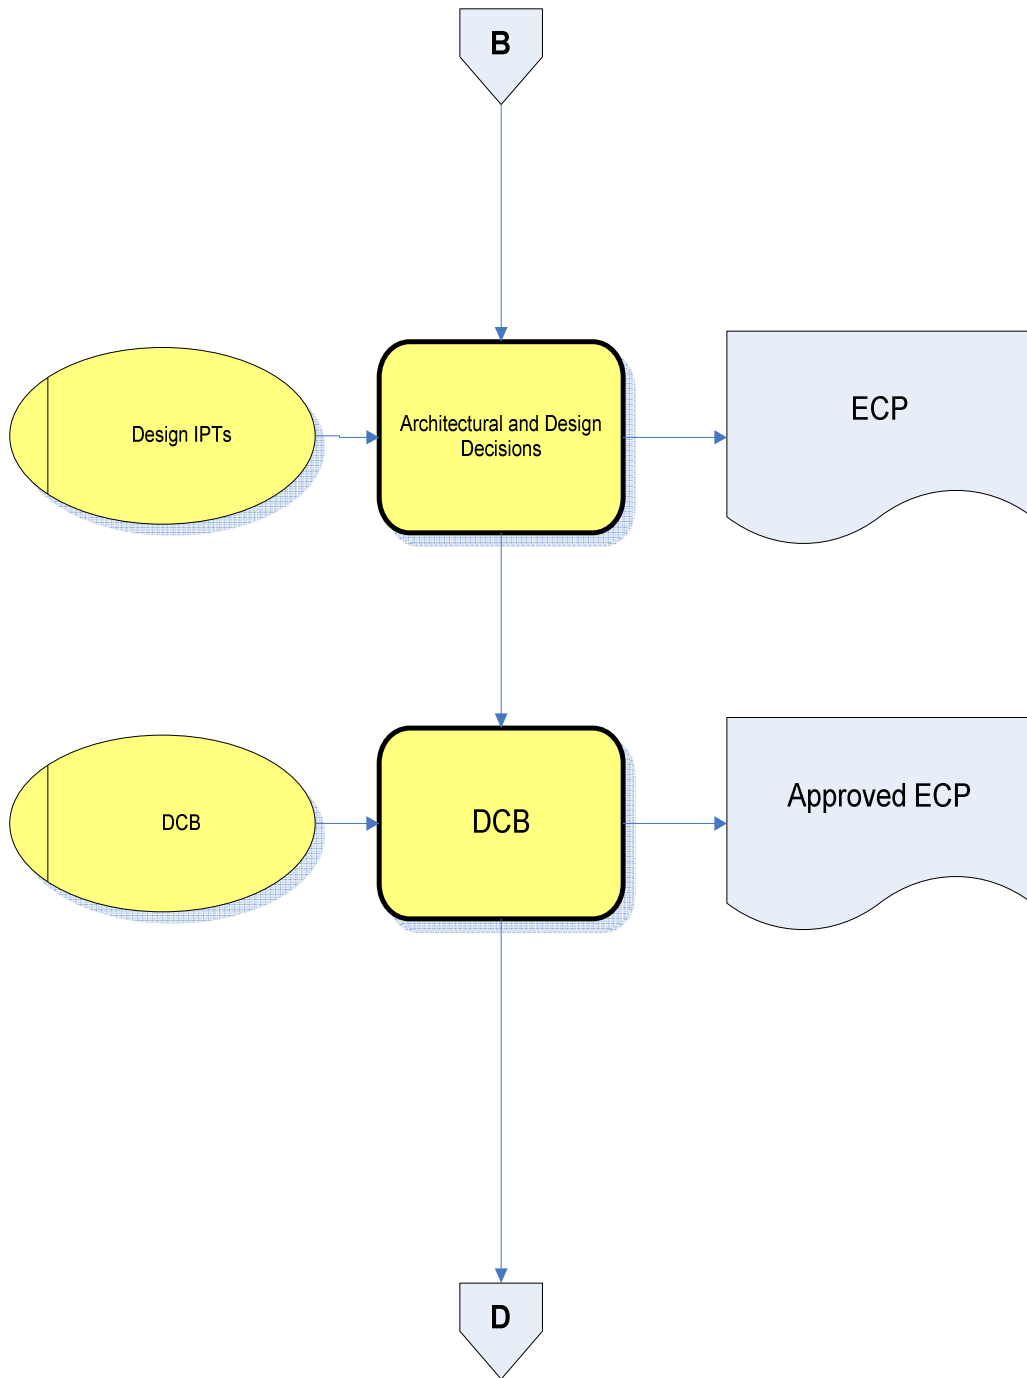 B
Design IPTs
Architectural and Design
Decisions
ECP
DCB
DCB
Approved ECP
D